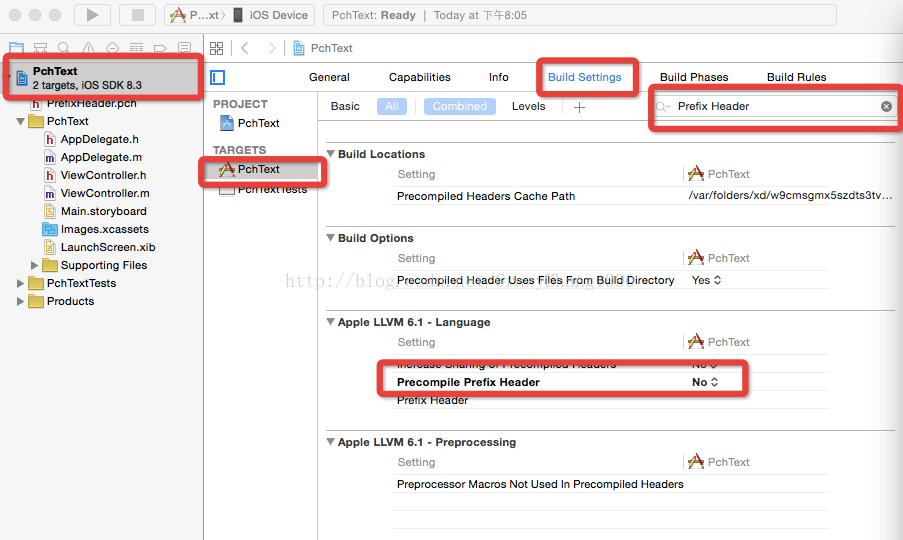 P...xt〉 iOS Device
PchText: Ready | Today at 下午8:05
PchText
PchText
2 targets, iOS SDK 8.3
PrefixHeader.pch
PchText
AppDelegate.h
AppDelegate.m
ViewController.h
ViewController.m
Main.storyboard
Images.xcassets
LaunchScreen.xib
Supporting Files
PchTextTests
Products
General Capabilities Info Build Settings Build Phases Build Rules
PROJECT
PchText
TARGETS
PchText
PchTextTests
Basic All Combined Levels + Prefix Header
Build Locations
Setting PchText
Precompiled Headers Cache Path /var/folders/xd/w9cmsgmx5szdts3tv...
Build Options
Setting PchText
Precompiled Header Uses Files From Build Directory Yes
Apple LLVM 6.1 - Language
Setting PchText
Increase Sharing of Precompiled Headers No
Precompile Prefix Header No
Prefix Header
Apple LLVM 6.1 - Preprocessing
Setting PchText
Preprocessor Macros Not Used In Precompiled Headers